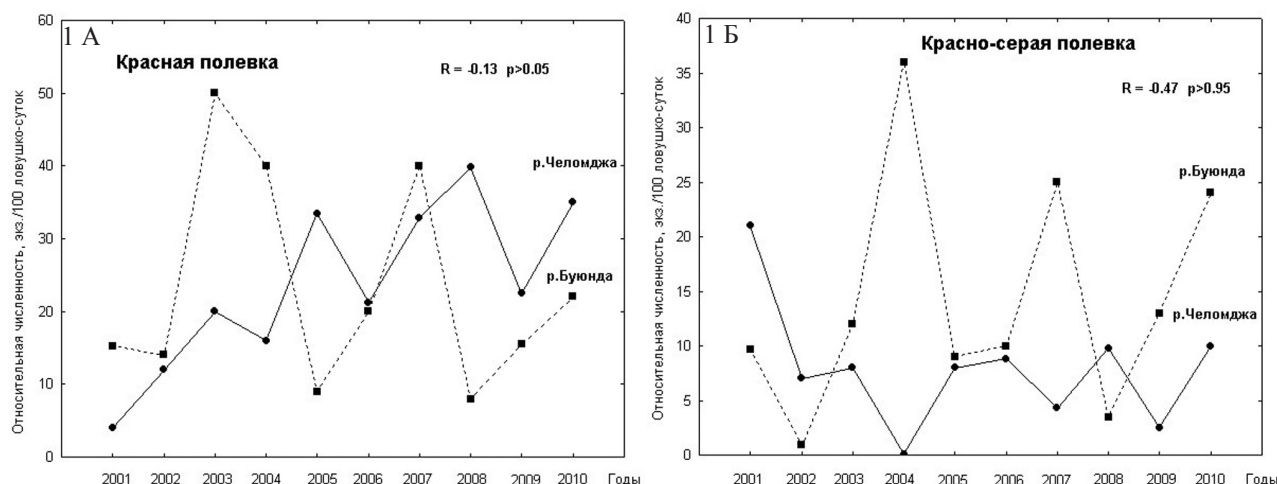 1 А
Красная полевка
R = -0.13 p>0.05
Относительная численность, экз./100 ловушко-суток
60
50
40
30
20
10
0
р.Челомджа
р.Буюнда
2001 2002 2003 2004 2005 2006 2007 2008 2009 2010 Годы
1 Б
Красно-серая полевка
R = -0.47 p>0.95
Относительная численность, экз./100 ловушко-суток
40
35
30
25
20
15
10
5
0
р.Буюнда
р.Челомджа
2001 2002 2003 2004 2005 2006 2007 2008 2009 2010 Годы